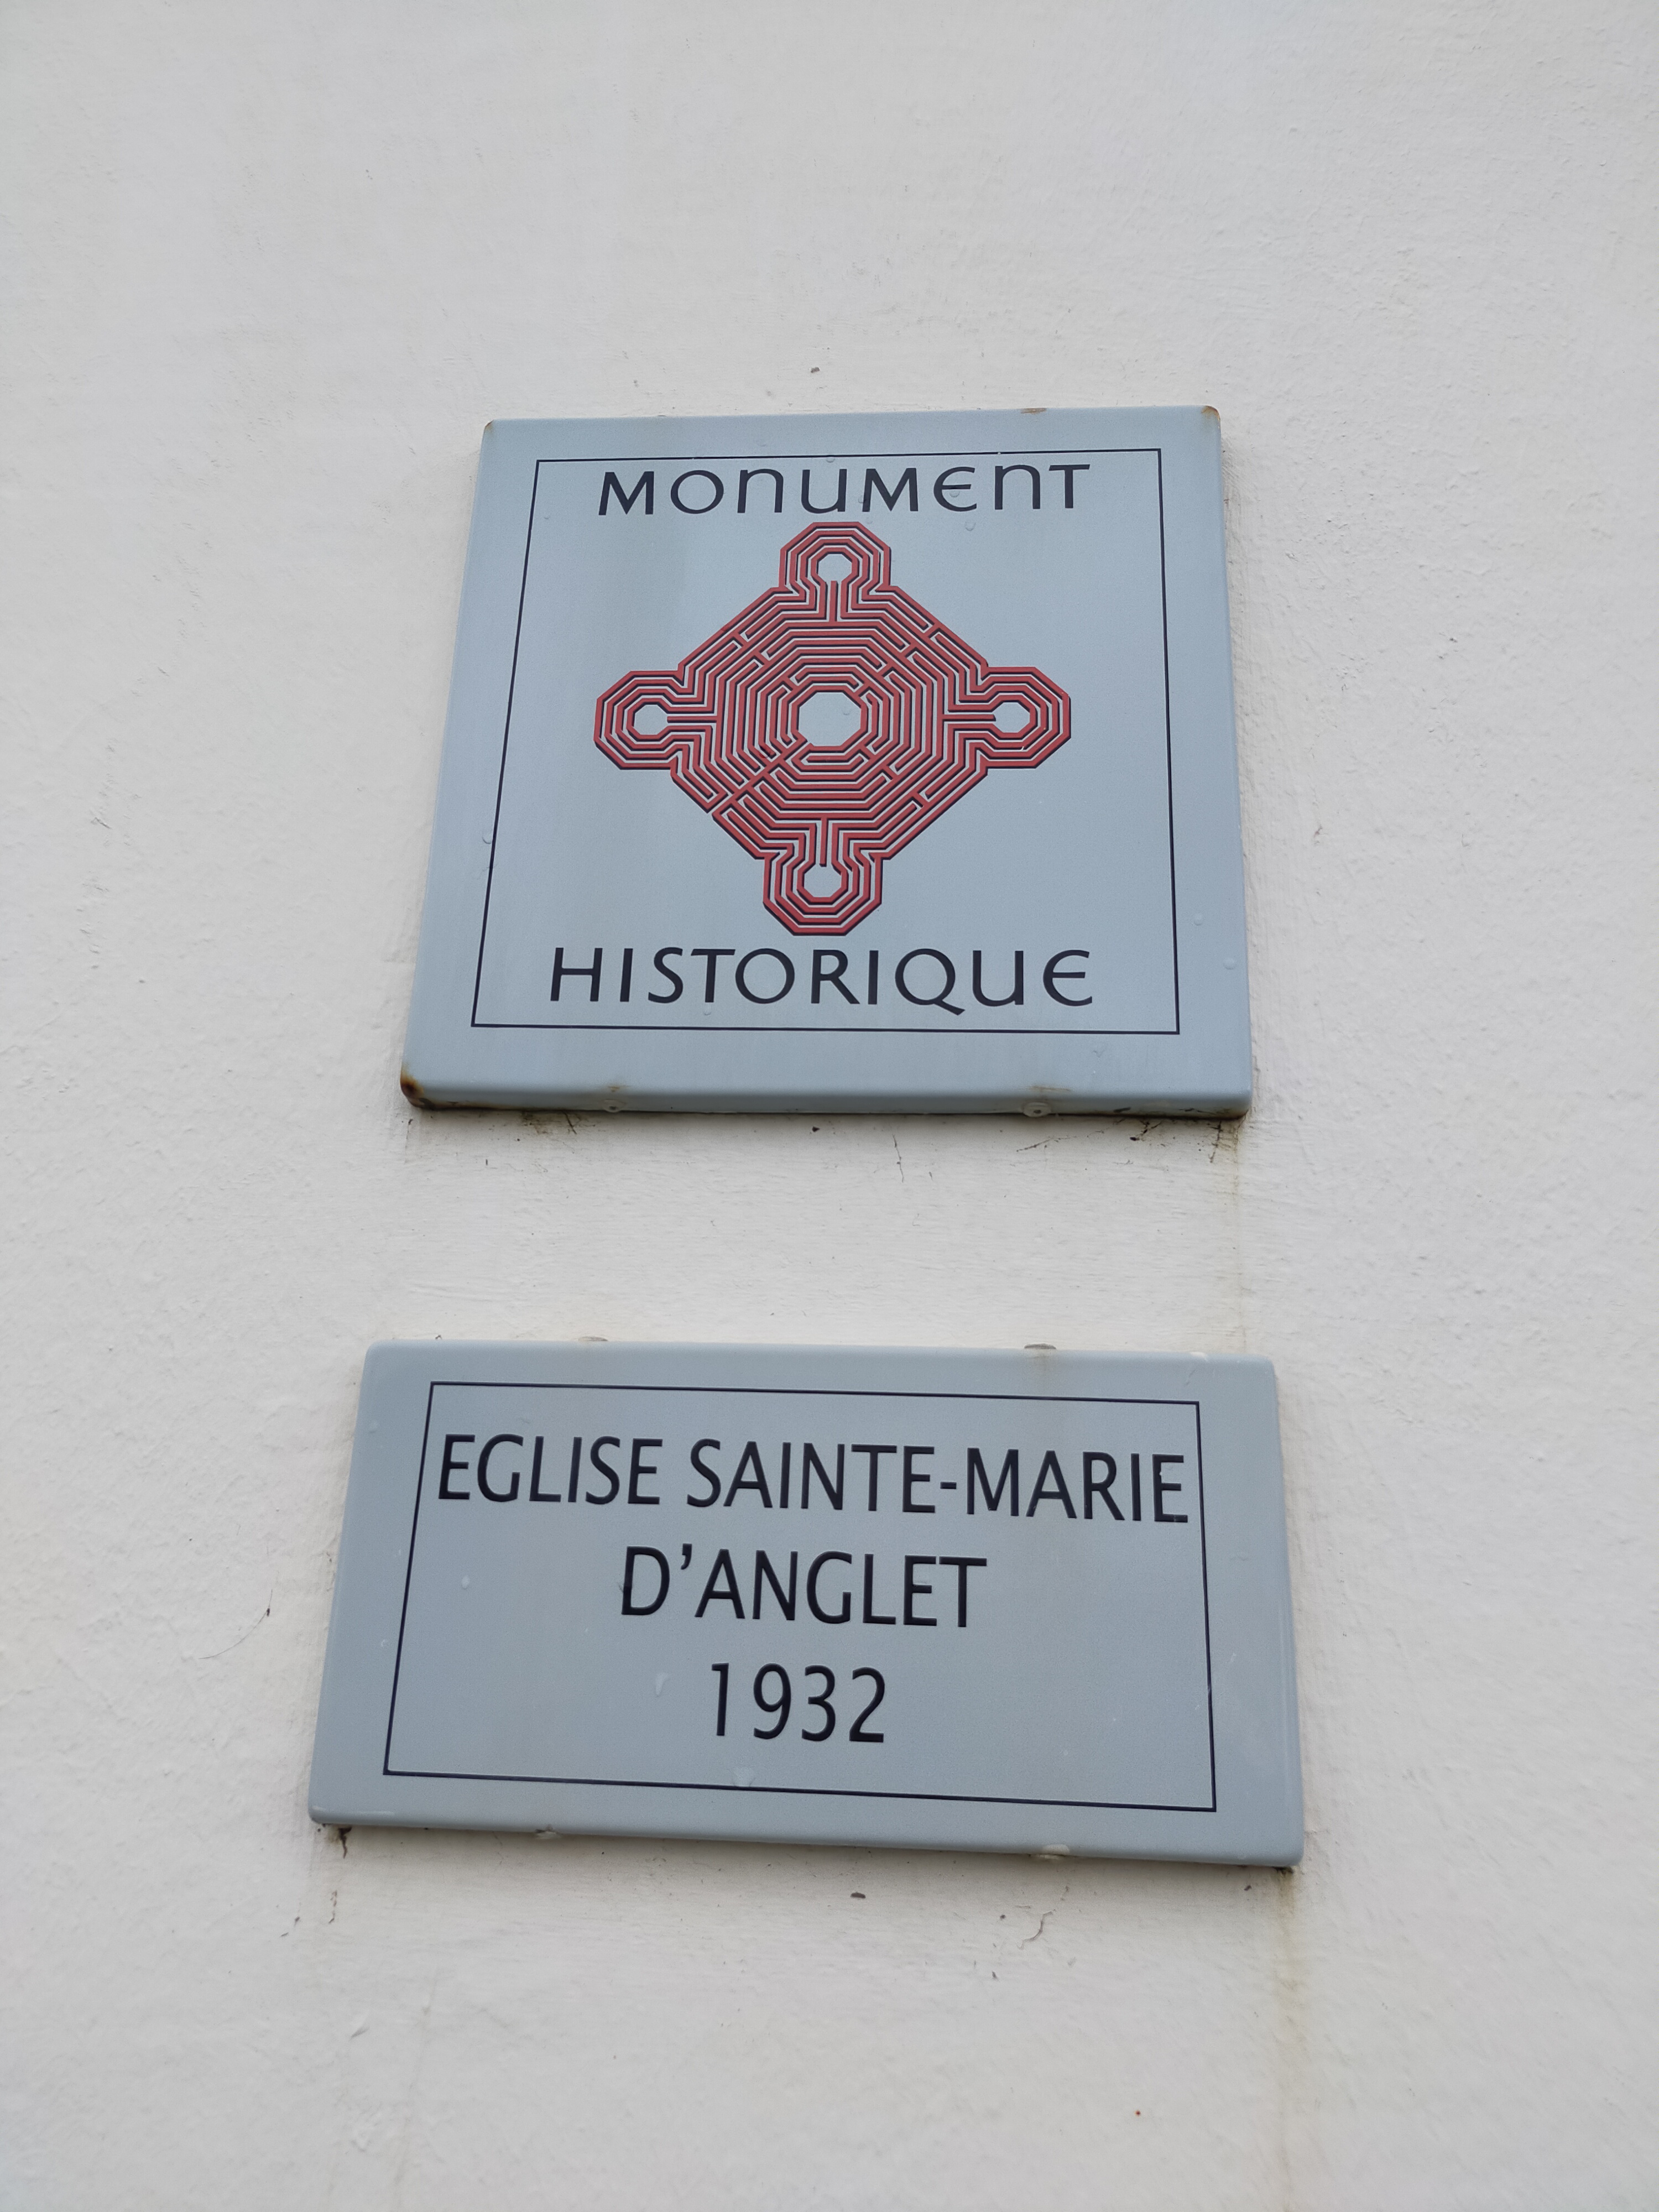 MONUMENT
HISTORIQUE
EGLISE SAINTE-MARIE
D'ANGLET
1932